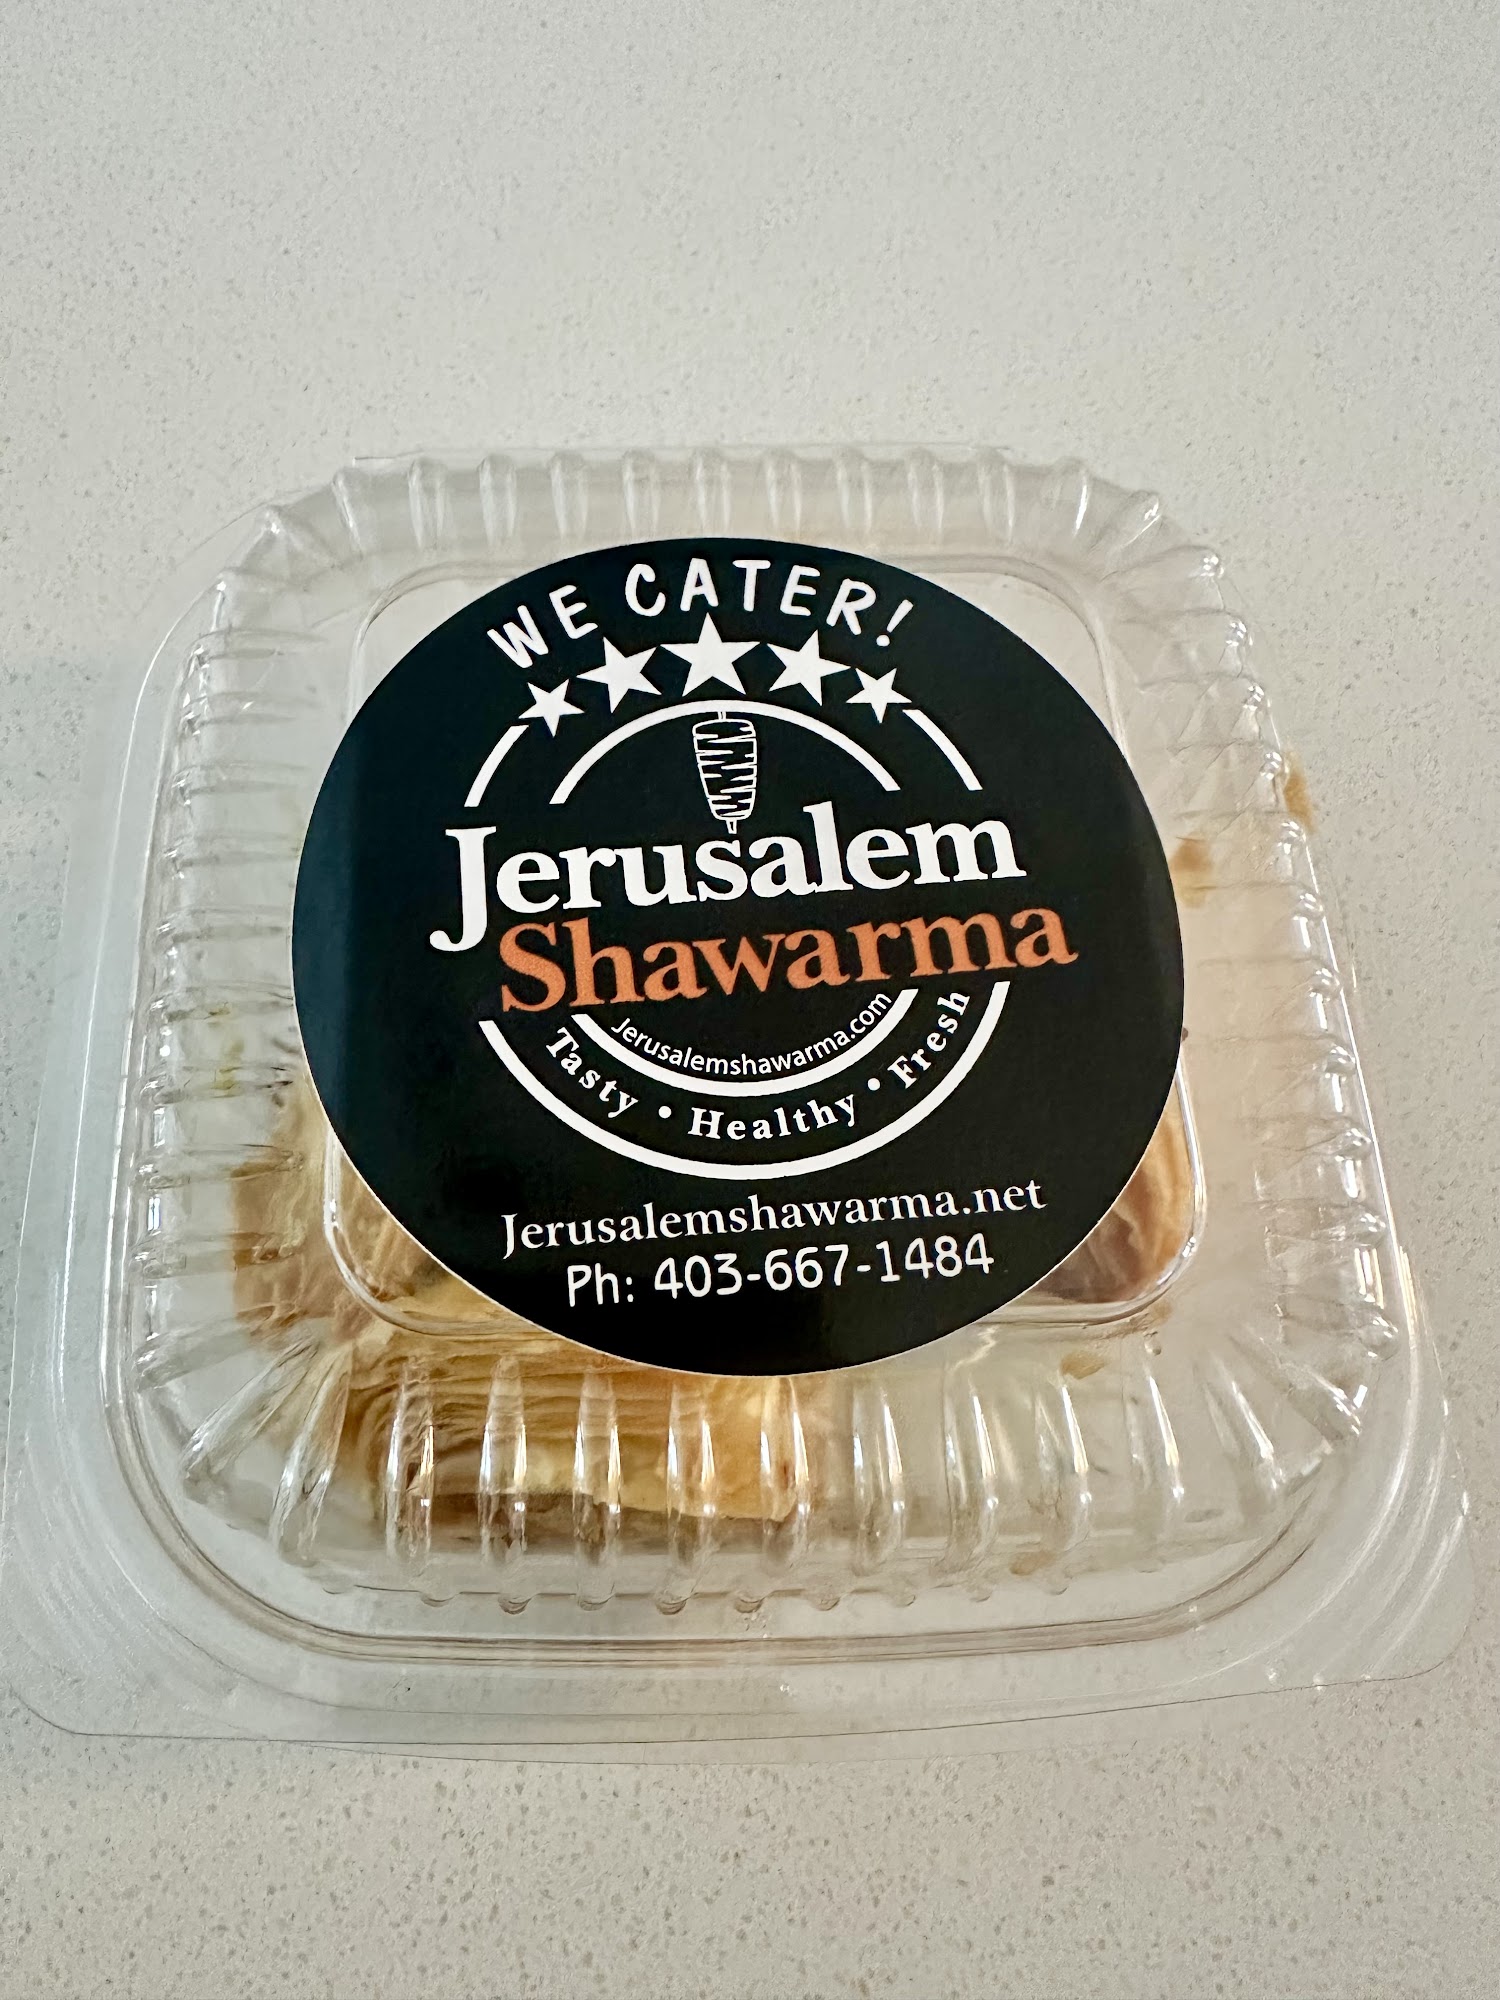 WE CATER!
Jerusalem
Shawarma
Jerusalemshawarma.com
Tasty • Healthy • Fresh
Jerusalemshawarma.net
Ph: 403-667-1484